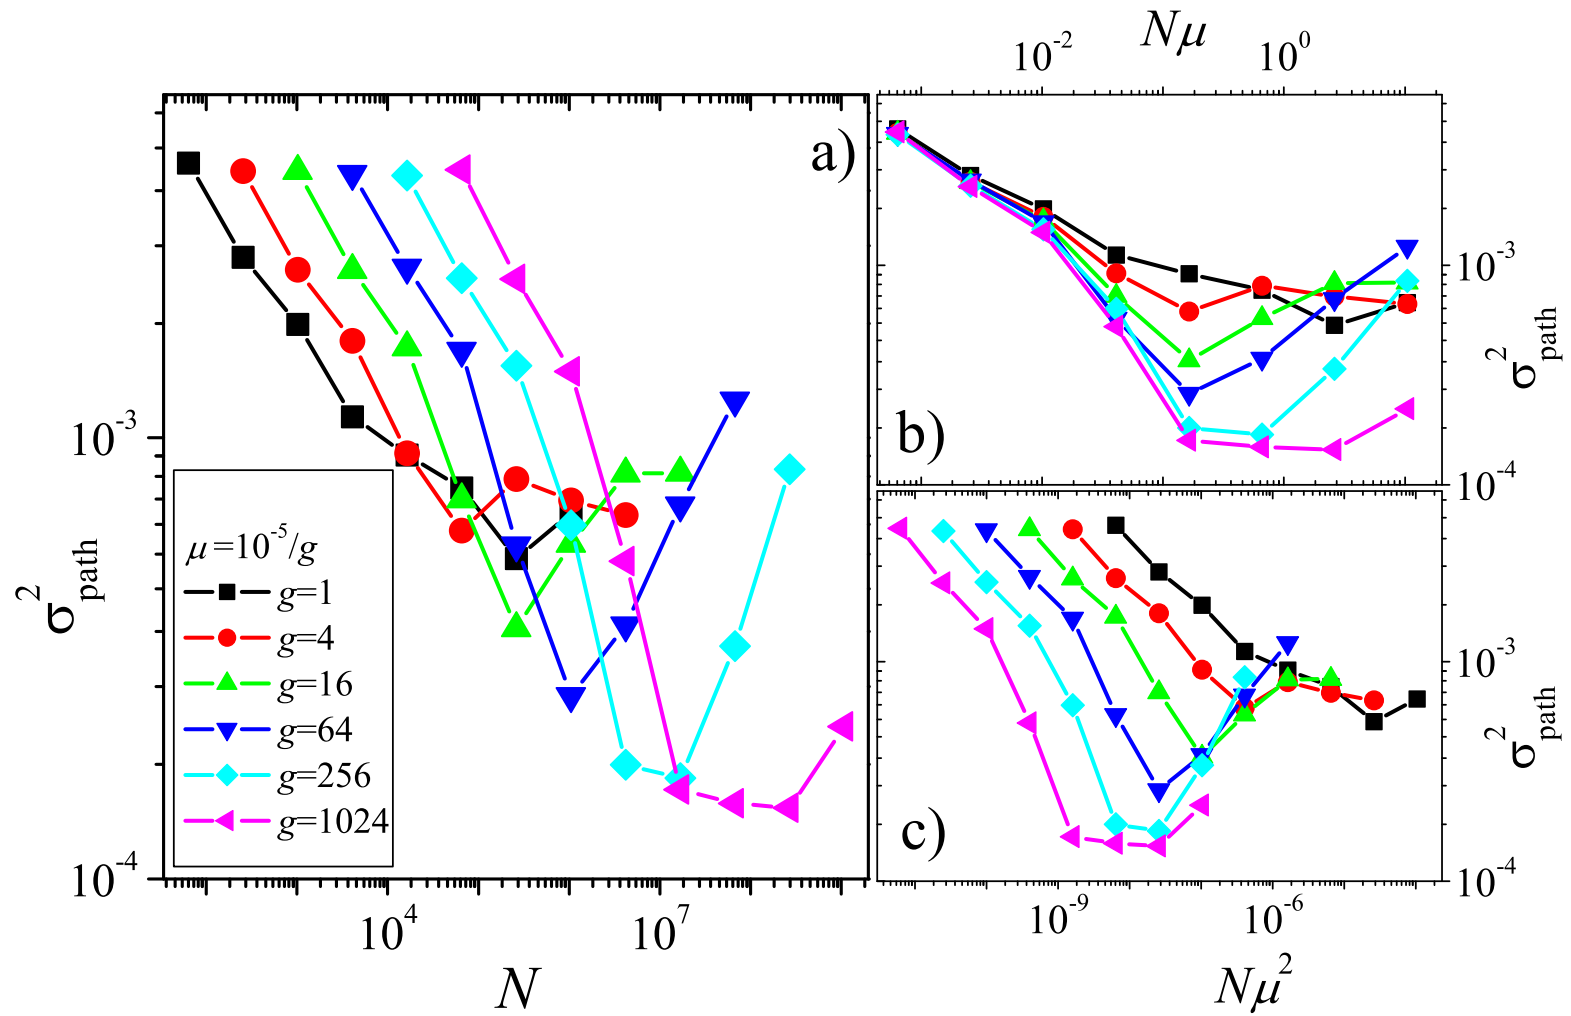 a)
10⁻³
10⁻⁴
σ²path
10⁴
10⁷
N
μ=10⁻⁵/g
g=1
g=4
g=16
g=64
g=256
g=1024
Nμ
10⁻²
10⁰
b)
10⁻³
10⁻⁴
σ²path
c)
10⁻³
10⁻⁴
σ²path
10⁻⁹
10⁻⁶
Nμ²